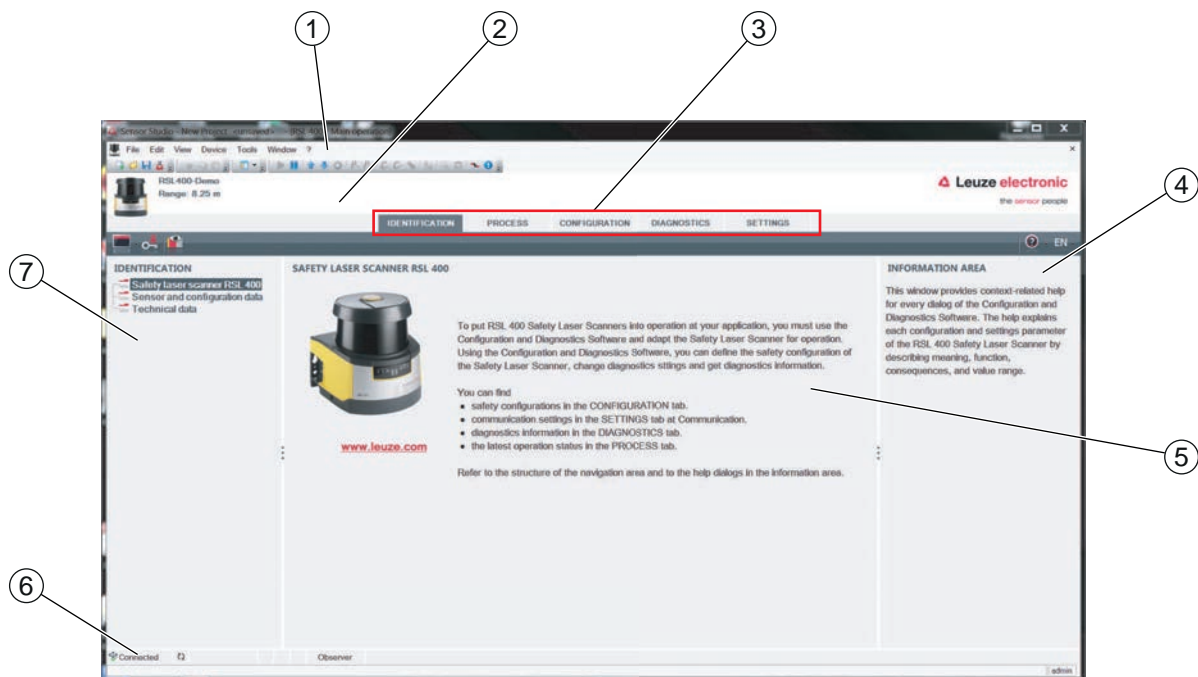 1
2
3
Sensor Studio - New Project <unsaved> - [RSL 400 - Main operation]
File Edit View Device Tools Window ?
RSL400-Demo
Range: 8.25 m
Leuze electronic
the sensor people
4
IDENTIFICATION PROCESS CONFIGURATION DIAGNOSTICS SETTINGS
EN
7
IDENTIFICATION
Safety laser scanner RSL 400
Sensor and configuration data
Technical data
SAFETY LASER SCANNER RSL 400
To put RSL 400 Safety Laser Scanners into operation at your application, you must use the
Configuration and Diagnostics Software and adapt the Safety Laser Scanner for operation.
Using the Configuration and Diagnostics Software, you can define the safety configuration of
the Safety Laser Scanner, change diagnostics sttings and get diagnostics information.
You can find
• safety configurations in the CONFIGURATION tab.
• communication settings in the SETTINGS tab at Communication.
• diagnostics information in the DIAGNOSTICS tab.
• the latest operation status in the PROCESS tab.
www.leuze.com
Refer to the structure of the navigation area and to the help dialogs in the information area.
INFORMATION AREA
This window provides context-related help
for every dialog of the Configuration and
Diagnostics Software. The help explains
each configuration and settings parameter
of the RSL 400 Safety Laser Scanner by
describing meaning, function,
consequences, and value range.
5
6
Connected
Observer
admin